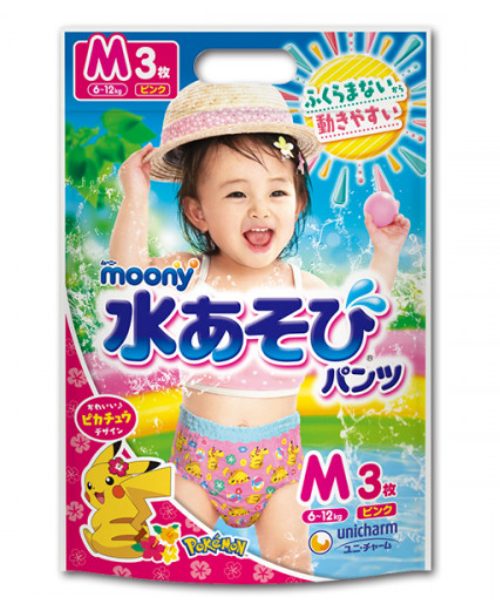 M3枚
6~12kg ピンク
ふくらまないから
動きやすい
ムーニー
moony
水あそび®
パンツ
かわいい♪
ピカチュウ
デザイン
M3枚
6~12kg ピンク
unicharm
ユニ・チャーム
POKÉMON